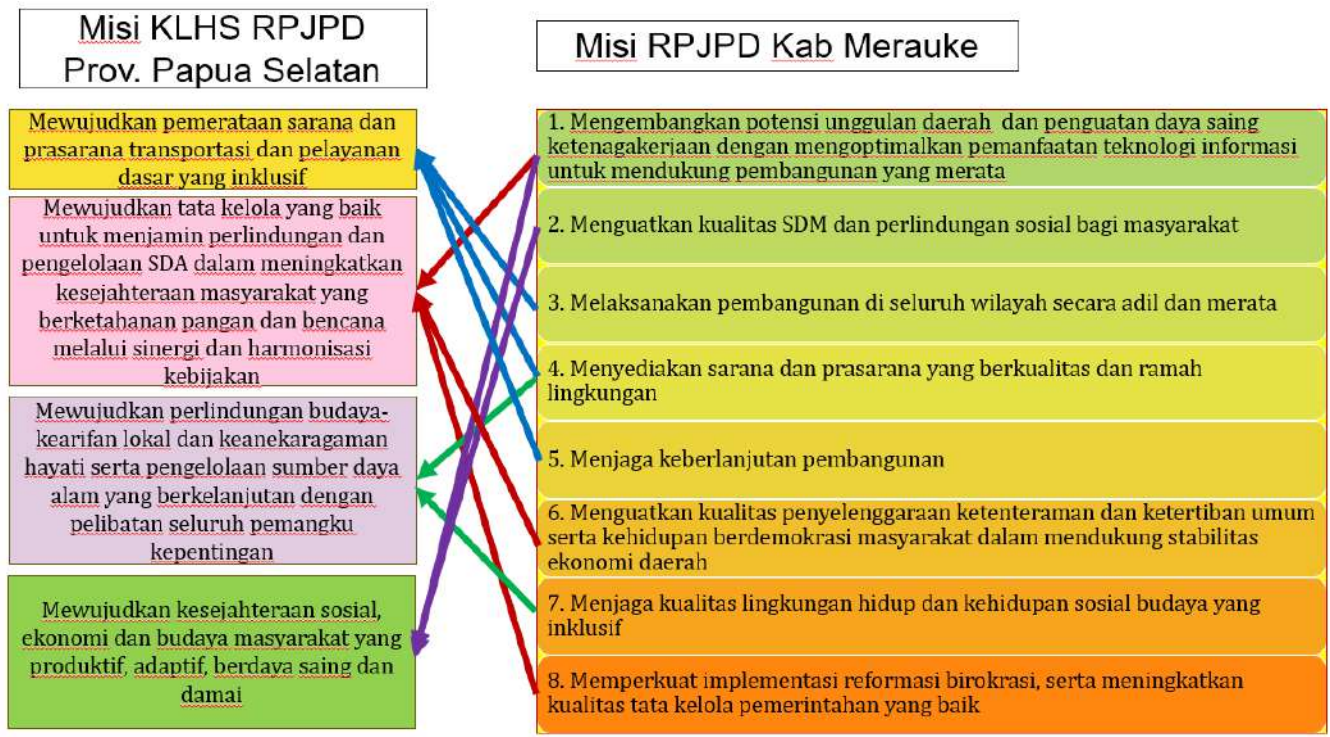 Misi KLHS RPJPD
Prov. Papua Selatan
Misi RPJPD Kab Merauke
Mewujudkan pemerataan sarana dan
prasarana transportasi dan pelayanan
dasar yang inklusif
Mewujudkan tata kelola yang baik
untuk menjamin perlindungan dan
pengelolaan SDA dalam meningkatkan
kesejahteraan masyarakat yang
berketahanan pangan dan bencana
melalui sinergi dan harmonisasi
kebijakan
Mewujudkan perlindungan budaya-
kearifan lokal dan keanekaragaman
hayati serta pengelolaan sumber daya
alam yang berkelanjutan dengan
pelibatan seluruh pemangku
kepentingan
Mewujudkan kesejahteraan sosial,
ekonomi dan budaya masyarakat yang
produktif, adaptif, berdaya saing dan
damai
1. Mengembangkan potensi unggulan daerah dan penguatan daya saing
ketenagakerjaan dengan mengoptimalkan pemanfaatan teknologi informasi
untuk mendukung pembangunan yang merata
2. Menguatkan kualitas SDM dan perlindungan sosial bagi masyarakat
3. Melaksanakan pembangunan di seluruh wilayah secara adil dan merata
4. Menyediakan sarana dan prasarana yang berkualitas dan ramah
lingkungan
5. Menjaga keberlanjutan pembangunan
6. Menguatkan kualitas penyelenggaraan ketenteraman dan ketertiban umum
serta kehidupan berdemokrasi masyarakat dalam mendukung stabilitas
ekonomi daerah
7. Menjaga kualitas lingkungan hidup dan kehidupan sosial budaya yang
inklusif
8. Memperkuat implementasi reformasi birokrasi, serta meningkatkan
kualitas tata kelola pemerintahan yang baik